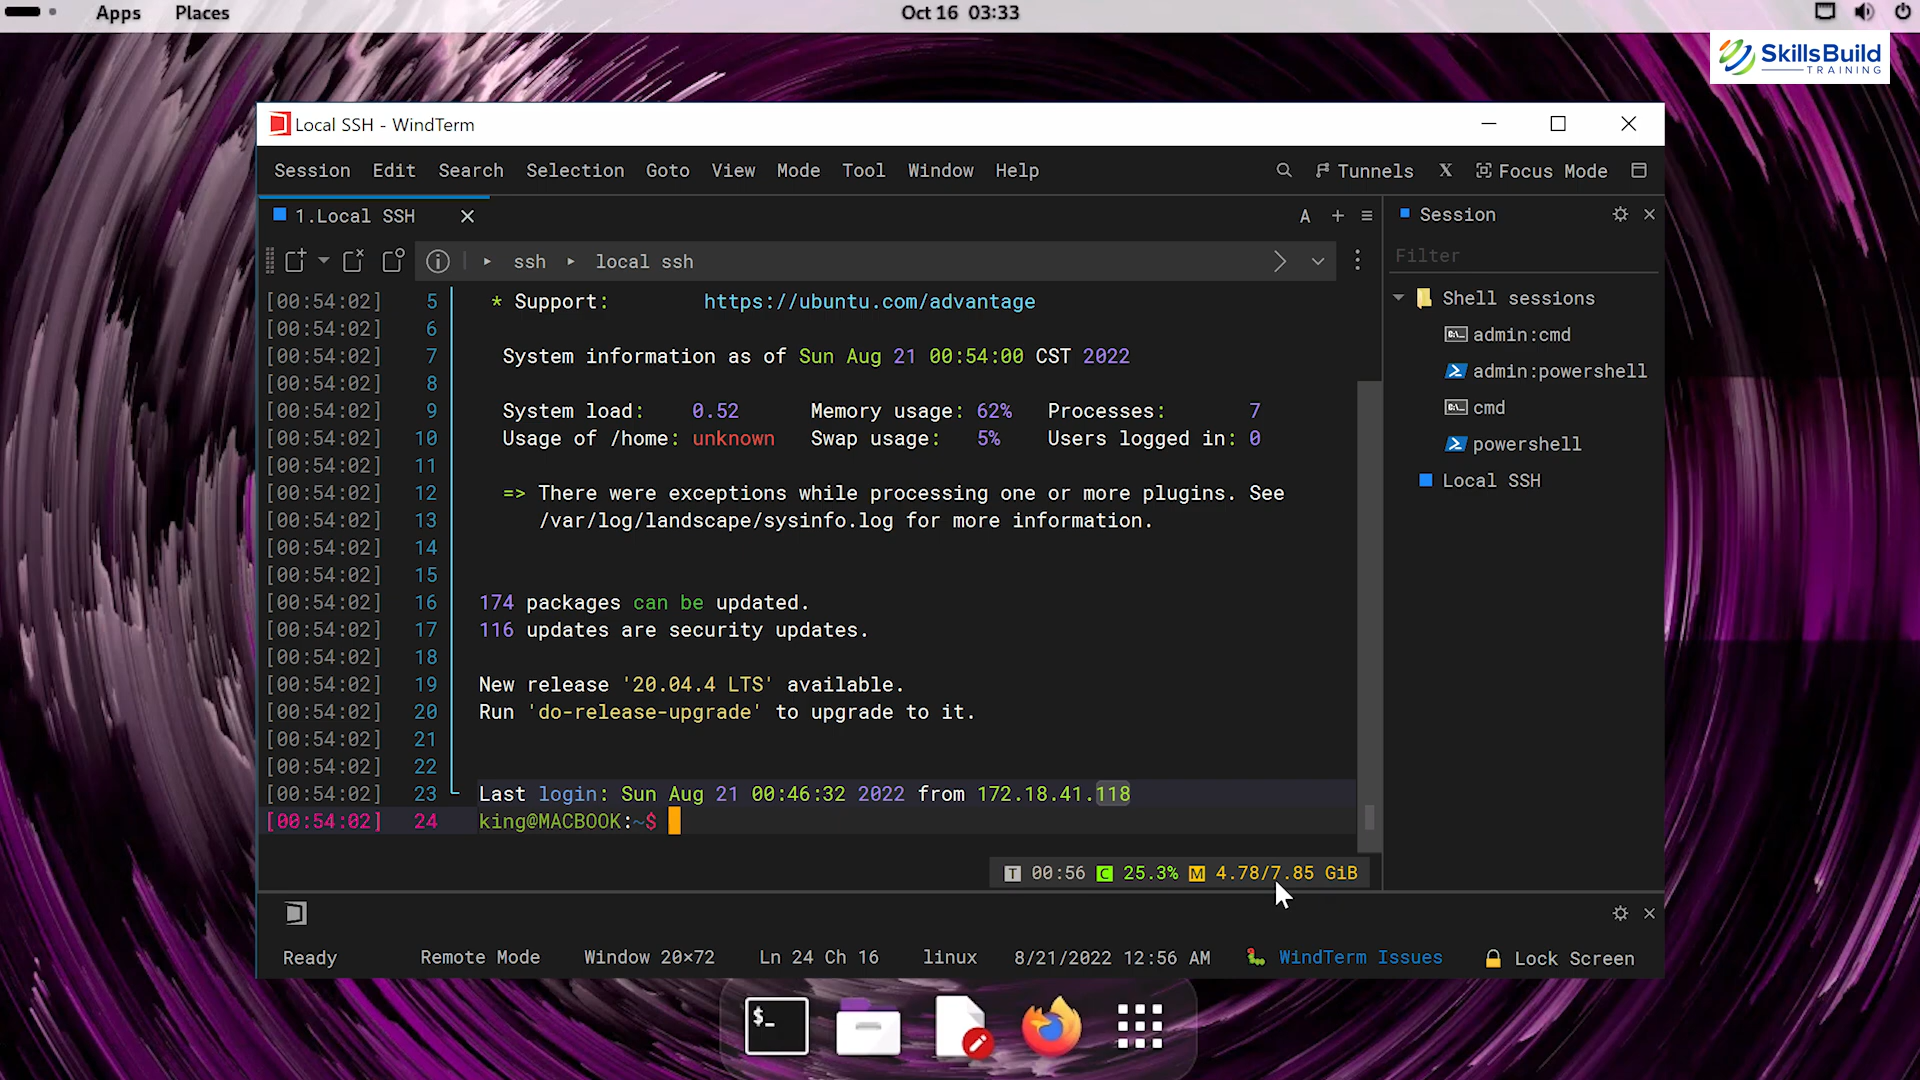 Apps Places Oct 16 03:33
SkillsBuild
TRAINING
Local SSH - WindTerm
Session Edit Search Selection Goto View Mode Tool Window Help Tunnels X Focus Mode
1.Local SSH A Session
ssh local ssh Filter
[00:54:02] 5 * Support: https://ubuntu.com/advantage
[00:54:02] 6
[00:54:02] 7 System information as of Sun Aug 21 00:54:00 CST 2022
[00:54:02] 8
[00:54:02] 9 System load: 0.52 Memory usage: 62% Processes: 7
[00:54:02] 10 Usage of /home: unknown Swap usage: 5% Users logged in: 0
[00:54:02] 11
[00:54:02] 12 => There were exceptions while processing one or more plugins. See
[00:54:02] 13 /var/log/landscape/sysinfo.log for more information.
[00:54:02] 14
[00:54:02] 15
[00:54:02] 16 174 packages can be updated.
[00:54:02] 17 116 updates are security updates.
[00:54:02] 18
[00:54:02] 19 New release '20.04.4 LTS' available.
[00:54:02] 20 Run 'do-release-upgrade' to upgrade to it.
[00:54:02] 21
[00:54:02] 22
[00:54:02] 23 Last login: Sun Aug 21 00:46:32 2022 from 172.18.41.118
[00:54:02] 24 king@MACBOOK:~$
Shell sessions
admin:cmd
admin:powershell
cmd
powershell
Local SSH
T 00:56 C 25.3% M 4.78/7.85 GiB
Ready Remote Mode Window 20×72 Ln 24 Ch 16 linux 8/21/2022 12:56 AM WindTerm Issues Lock Screen
$_